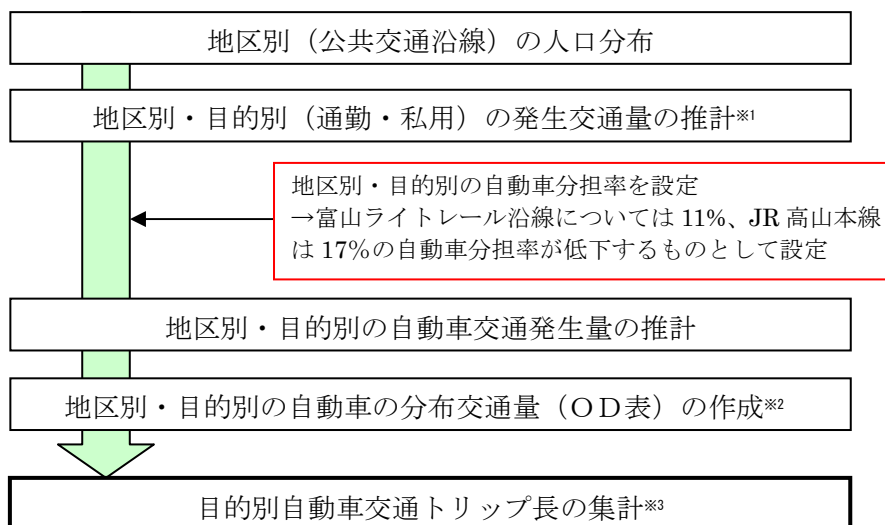 地区別（公共交通沿線）の人口分布
地区別・目的別（通勤・私用）の発生交通量の推計※1
地区別・目的別の自動車分担率を設定
→富山ライトレール沿線については 11%、JR 高山本線
は 17%の自動車分担率が低下するものとして設定
地区別・目的別の自動車交通発生量の推計
地区別・目的別の自動車の分布交通量（ＯＤ表）の作成※2
目的別自動車交通トリップ長の集計※3